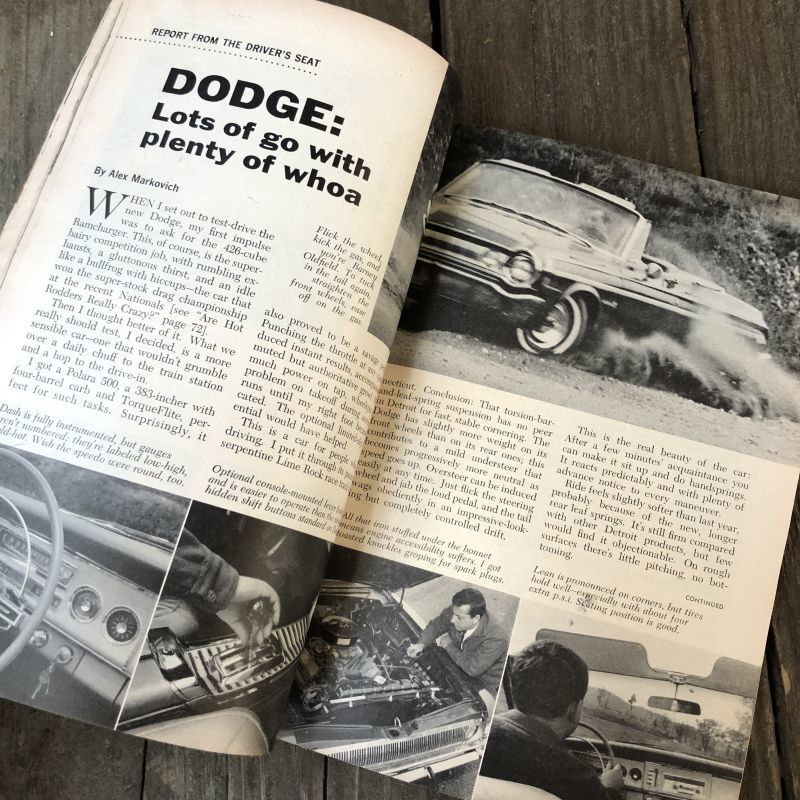 REPORT FROM THE DRIVER'S SEAT
DODGE:
Lots of go with
plenty of whoa
By Alex Markovich
WHEN I set out to test-drive the
new Dodge, my first impulse
was to ask for the 426-cube
Ramcharger. This, of course, is the super-
hairy competition job, with rumbling ex-
hausts, a gluttonous thirst, and an idle
like a bullfrog with hiccups—the car that
won the super-stock drag championship
at the recent Nationals [see "Are Hot
Rodders Really Crazy?" page 72].
Then I thought better of it. What we
really should test, I decided, is a more
sensible car—one that wouldn't grumble
over a daily chuff to the train station
and a hop to the drive-in.
I got a Polara 500, a 383-incher with
four-barrel carb and TorqueFlite, per-
fect for such tasks. Surprisingly, it
Flick the wheel,
kick the gas, and
you're Barney
Oldfield. To tuck
in the tail again,
straighten the
front wheels, ease
off on the gas.
also proved to be a savage
Punching the throttle at any
duced instant results, accom
muted but authoritative
much power on tap,
problem on takeoff during
runs until my right foot
cated. The optional limited-
ential would have helped.
This is a car for people
driving. I put it through
serpentine Lime Rock race
Dash is fully instrumented, but gauges
aren't numbered; they're labeled low-high,
cold-hot. Wish the speedo were round, too.
Optional console-mounted
and is easier to operate than the
hidden shift buttons standard on
necticut. Conclusion: That torsion-bar-
and-leaf-spring suspension has no peer
in Detroit for fast, stable cornering. The
Dodge has slightly more weight on its
front wheels than on its rear ones; this
contributes to a mild understeer that
becomes progressively more neutral as
speed goes up. Oversteer can be induced
easily at any time. Just flick the steering
wheel and jab the loud pedal, and the tail
wags obediently in an impressive-look-
ing but completely controlled drift.
This is the real beauty of the car:
After a few minutes' acquaintance you
can make it sit up and do handsprings.
It reacts predictably and with plenty of
advance notice to every maneuver.
Ride feels slightly softer than last year,
probably because of the new, longer
rear leaf springs. It's still firm compared
with other Detroit products, but few
would find it objectionable. On rough
surfaces there's little pitching, no bot-
toming.
CONTINUED
All that iron stuffed under the bonnet
means engine accessibility suffers. I got
toasted knuckles groping for spark plugs.
Lean is pronounced on corners, but tires
hold well—especially with about four
extra p.s.i. Seating position is good.